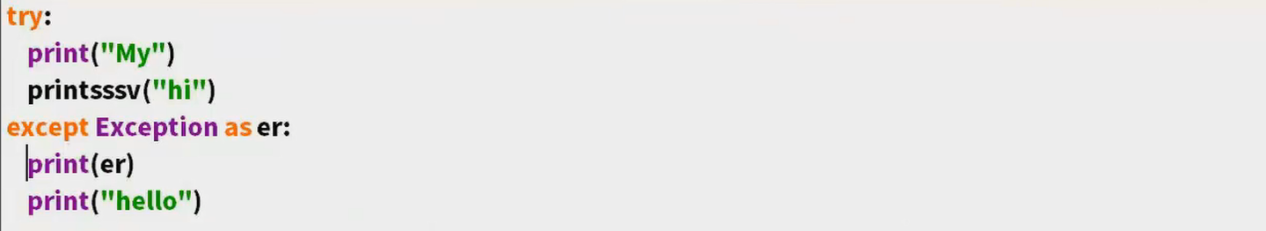 try:
    print("My")
    printsssv("hi")
except Exception as er:
    print(er)
    print("hello")